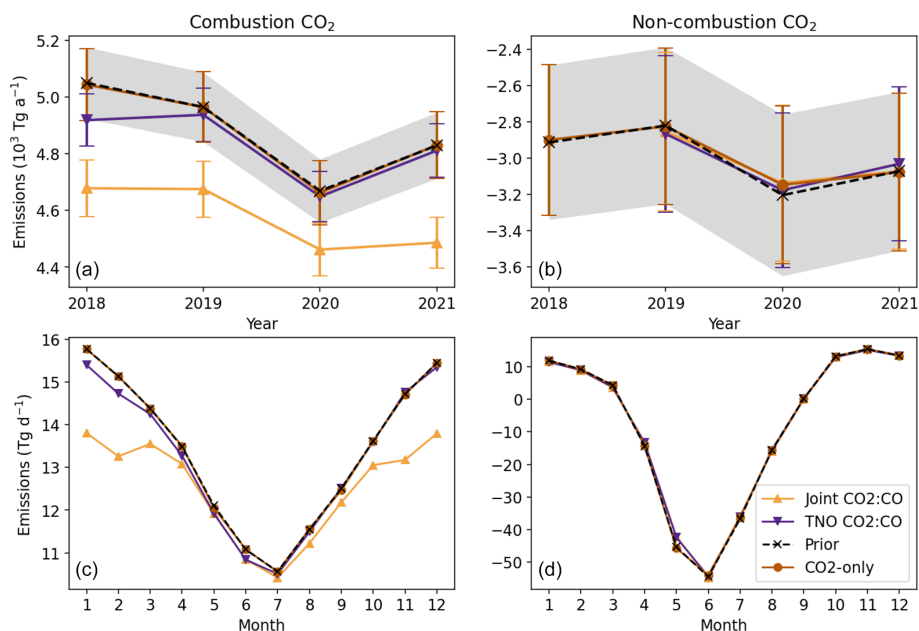 Combustion CO₂
Non-combustion CO₂
Emissions (10³ Tg a⁻¹)
5.2
5.0
4.8
4.6
4.4
(a)
2018
2019
2020
2021
Year
−2.4
−2.6
−2.8
−3.0
−3.2
−3.4
−3.6
(b)
2018
2019
2020
2021
Year
Emissions (Tg d⁻¹)
16
15
14
13
12
11
(c)
1 2 3 4 5 6 7 8 9 10 11 12
Month
10
0
−10
−20
−30
−40
−50
(d)
Joint CO2:CO
TNO CO2:CO
Prior
CO2-only
1 2 3 4 5 6 7 8 9 10 11 12
Month